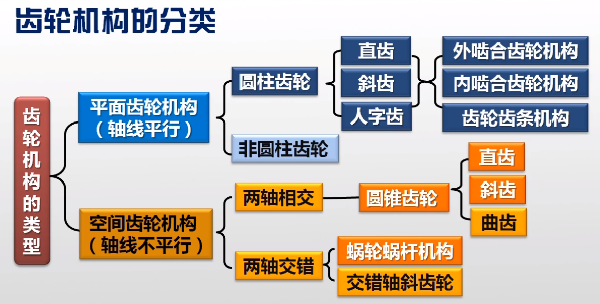 齿轮机构的分类
齿轮机构的类型
平面齿轮机构
（轴线平行）
圆柱齿轮
直齿
斜齿
人字齿
外啮合齿轮机构
内啮合齿轮机构
齿轮齿条机构
非圆柱齿轮
空间齿轮机构
（轴线不平行）
两轴相交
圆锥齿轮
直齿
斜齿
曲齿
两轴交错
蜗轮蜗杆机构
交错轴斜齿轮